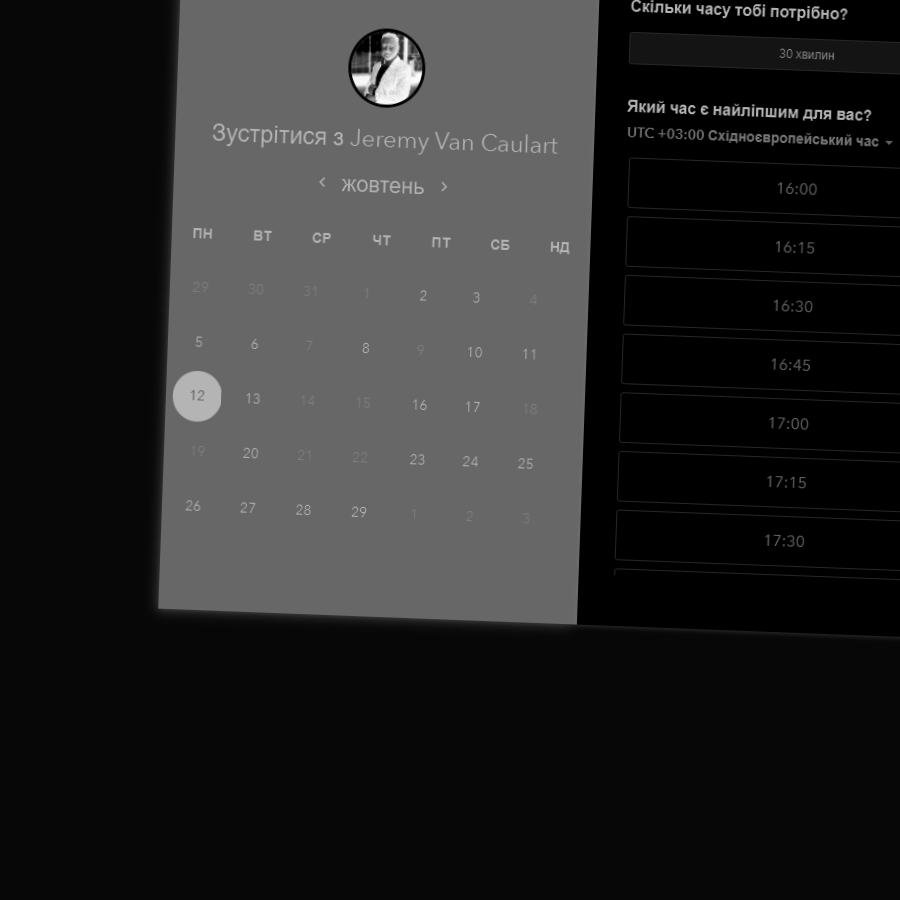 Зустрітися з Jeremy Van Caulart
жовтень
ПН ВТ СР ЧТ ПТ СБ НД
29 30 31 1 2 3 4
5 6 7 8 9 10 11
12 13 14 15 16 17 18
19 20 21 22 23 24 25
26 27 28 29 1 2 3
Скільки часу тобі потрібно?
30 хвилин
Який час є найліпшим для вас?
UTC +03:00 Східноєвропейський час
16:00
16:15
16:30
16:45
17:00
17:15
17:30